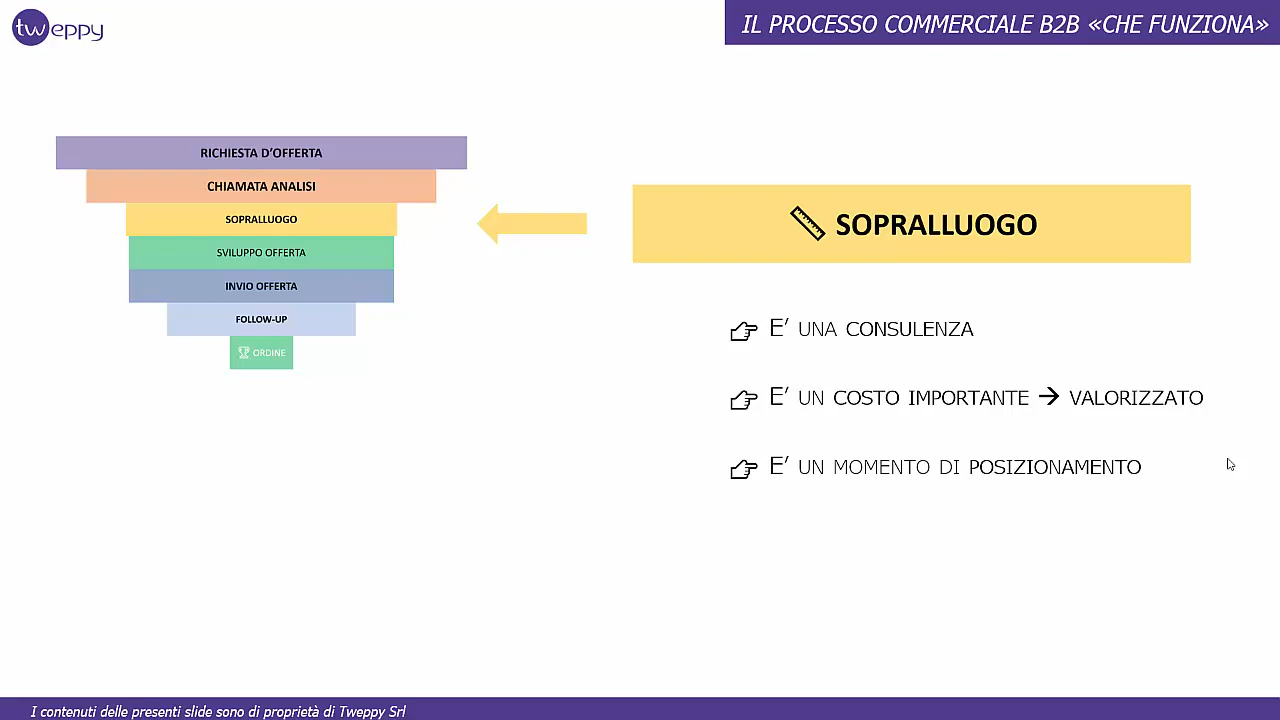 tweppy
IL PROCESSO COMMERCIALE B2B «CHE FUNZIONA»
RICHIESTA D'OFFERTA
CHIAMATA ANALISI
SOPRALLUOGO
SVILUPPO OFFERTA
INVIO OFFERTA
FOLLOW-UP
ORDINE
SOPRALLUOGO
E' UNA CONSULENZA
E' UN COSTO IMPORTANTE → VALORIZZATO
E' UN MOMENTO DI POSIZIONAMENTO
I contenuti delle presenti slide sono di proprietà di Tweppy Srl